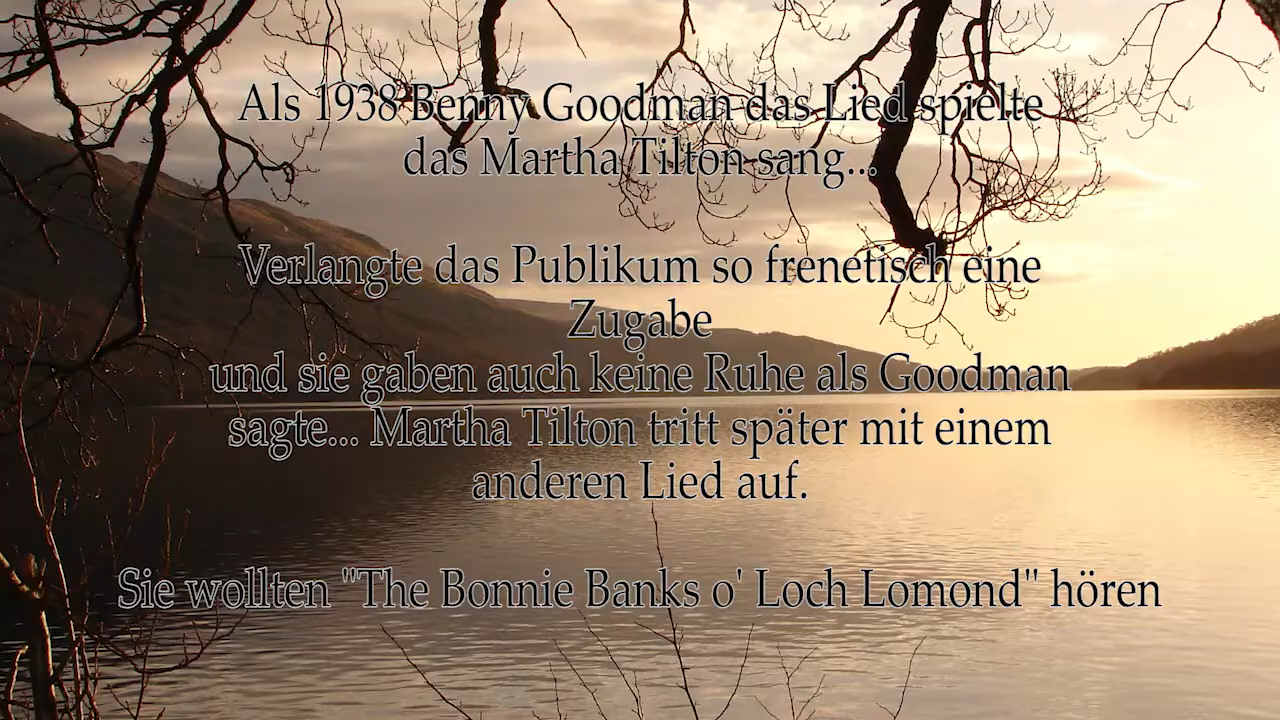 Als 1938 Benny Goodman das Lied spielte
das Martha Tilton sang...
Verlangte das Publikum so frenetisch eine
Zugabe
und sie gaben auch keine Ruhe als Goodman
sagte... Martha Tilton tritt später mit einem
anderen Lied auf.
Sie wollten "The Bonnie Banks o' Loch Lomond" hören